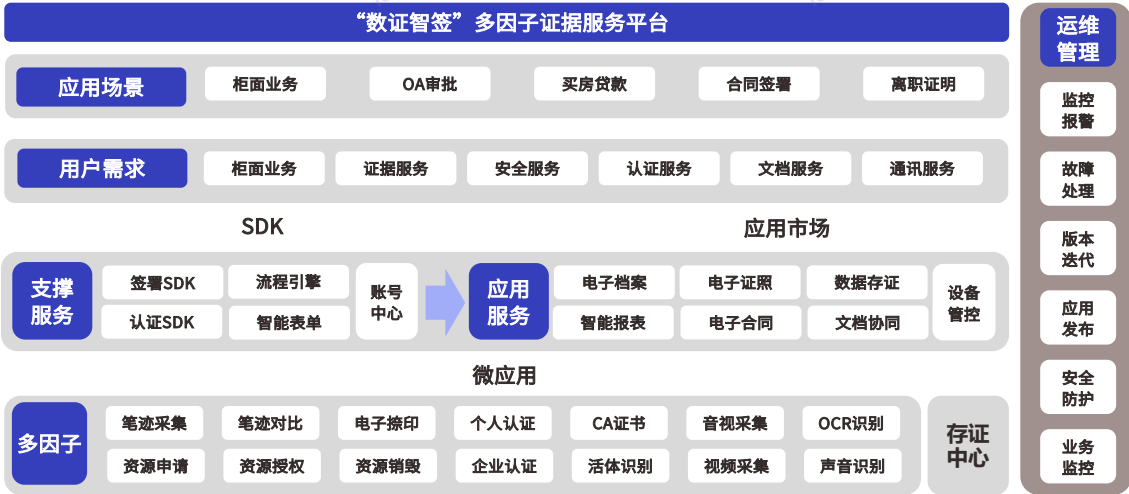 “数证智签”多因子证据服务平台
应用场景
柜面业务
OA审批
买房贷款
合同签署
离职证明
用户需求
柜面业务
证据服务
安全服务
认证服务
文档服务
通讯服务
SDK
应用市场
支撑
服务
签署SDK
流程引擎
认证SDK
智能表单
账号
中心
应用
服务
电子档案
电子证照
数据存证
智能报表
电子合同
文档协同
设备
管控
微应用
多因子
笔迹采集
笔迹对比
电子捺印
个人认证
CA证书
音视采集
OCR识别
资源申请
资源授权
资源销毁
企业认证
活体识别
视频采集
声音识别
存证
中心
运维
管理
监控
报警
故障
处理
版本
迭代
应用
发布
安全
防护
业务
监控